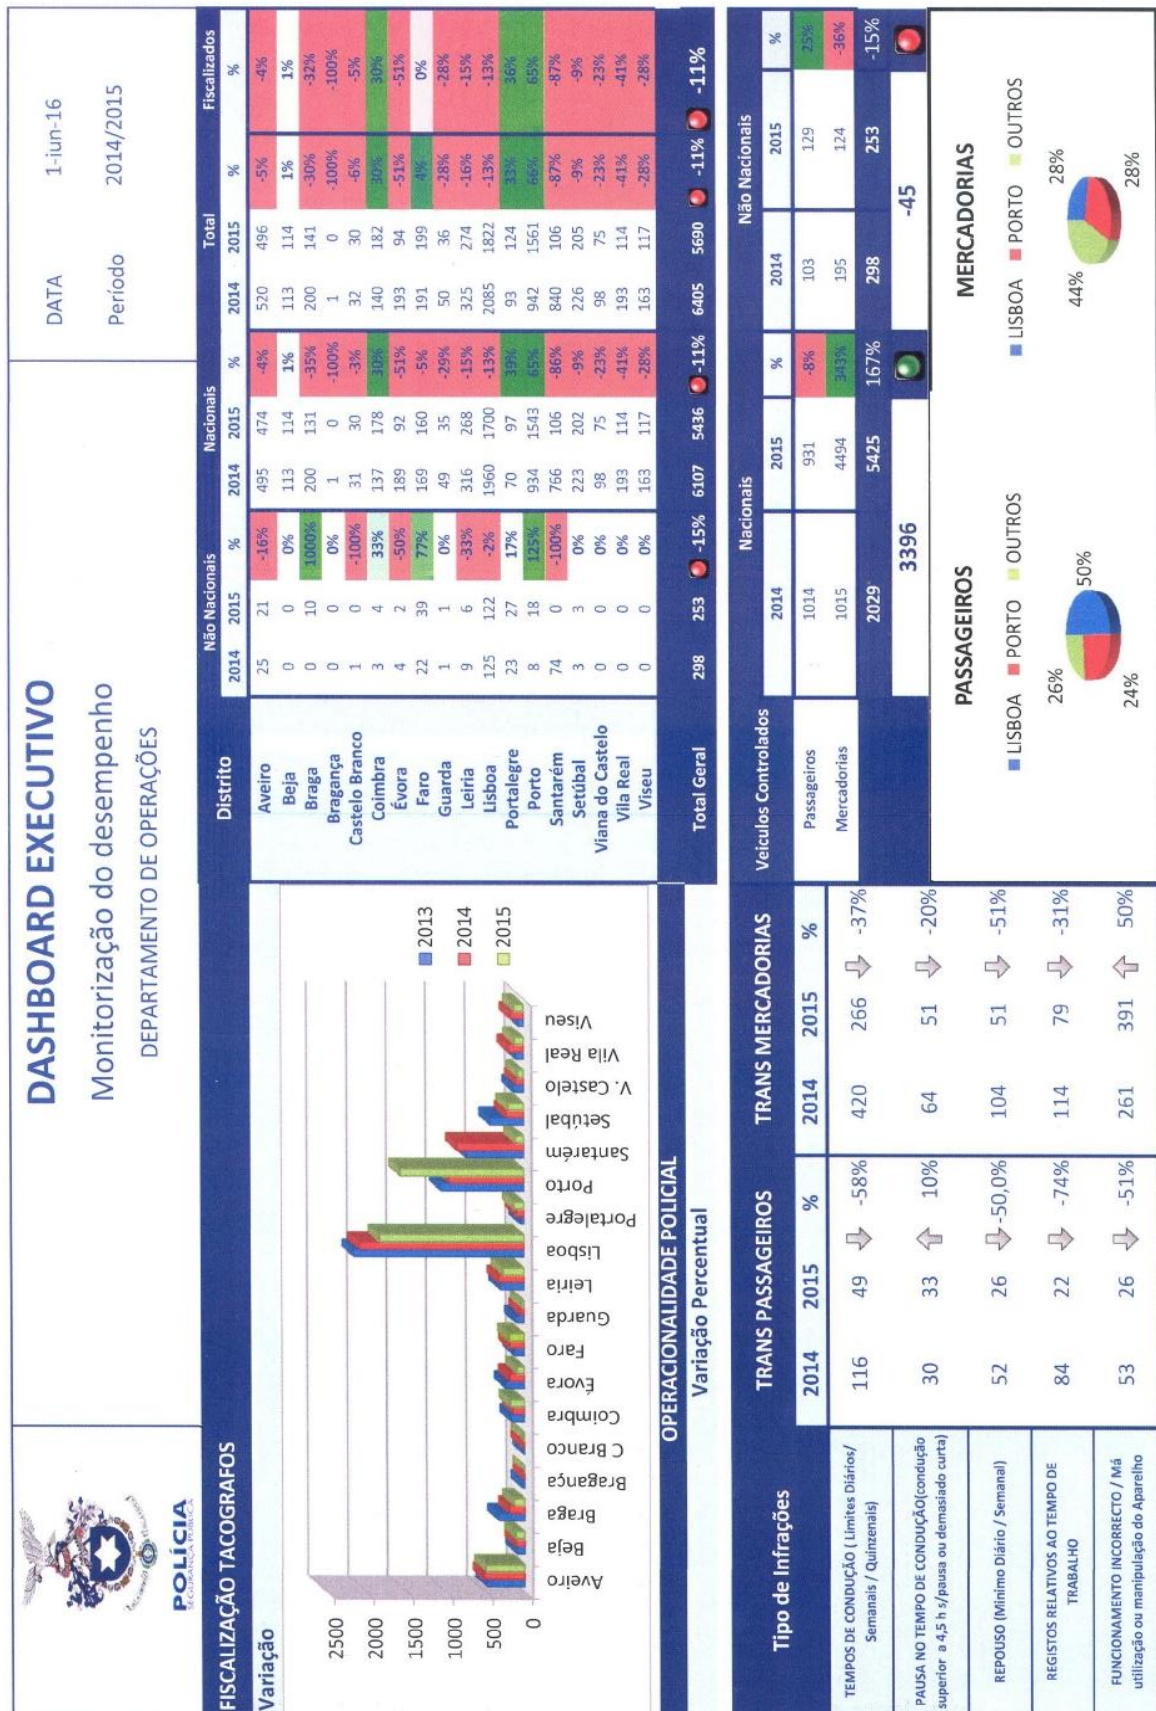 POLÍCIA
SEGURANÇA PÚBLICA
DASHBOARD EXECUTIVO
Monitorização do desempenho
DEPARTAMENTO DE OPERAÇÕES
DATA 1-iun-16
Período 2014/2015
FISCALIZAÇÃO TACOGRAFOS
Variação
2500
2000
1500
1000
500
0
Aveiro
Beja
Braga
Bragança
C Branco
Coimbra
Évora
Faro
Guarda
Leiria
Lisboa
Portalegre
Porto
Santarém
Setúbal
V. Castelo
Vila Real
Viseu
2013
2014
2015
Distrito Não Nacionais Nacionais Total Fiscalizados
2014 2015 % 2014 2015 % 2014 2015 % %
Aveiro 25 21 -16% 495 474 -4% 520 496 -5% -4%
Beja 0 0 0% 113 114 1% 113 114 1% 1%
Braga 0 10 1000% 200 131 -35% 200 141 -30% -32%
Bragança 0 0 0% 1 0 -100% 1 0 -100% -100%
Castelo Branco 1 0 -100% 31 30 -3% 32 30 -6% -5%
Coimbra 3 4 33% 137 178 30% 140 182 30% 30%
Évora 4 2 -50% 189 92 -51% 193 94 -51% -51%
Faro 22 39 77% 169 160 -5% 191 199 4% 0%
Guarda 1 1 0% 49 35 -29% 50 36 -28% -28%
Leiria 9 6 -33% 316 268 -15% 325 274 -16% -15%
Lisboa 125 122 -2% 1960 1700 -13% 2085 1822 -13% -13%
Portalegre 23 27 17% 70 97 39% 93 124 33% 36%
Porto 8 18 125% 934 1543 65% 942 1561 66% 65%
Santarém 74 0 -100% 766 106 -86% 840 106 -87% -87%
Setúbal 3 3 0% 223 202 -9% 226 205 -9% -9%
Viana do Castelo 0 0 0% 98 75 -23% 98 75 -23% -23%
Vila Real 0 0 0% 193 114 -41% 193 114 -41% -41%
Viseu 0 0 0% 163 117 -28% 163 117 -28% -28%
Total Geral 298 253 -15% 6107 5436 -11% 6405 5690 -11% -11%
OPERACIONALIDADE POLICIAL
Variação Percentual
Tipo de Infrações TRANS PASSAGEIROS TRANS MERCADORIAS
2014 2015 % 2014 2015 %
TEMPOS DE CONDUÇÃO ( Limites Diários/
Semanais / Quinzenais) 116 49 -58% 420 266 -37%
PAUSA NO TEMPO DE CONDUÇÃO(condução
superior a 4,5 h s/pausa ou demasiado curta) 30 33 10% 64 51 -20%
REPOUSO (Minimo Diário / Semanal) 52 26 -50,0% 104 51 -51%
REGISTOS RELATIVOS AO TEMPO DE
TRABALHO 84 22 -74% 114 79 -31%
FUNCIONAMENTO INCORRECTO / Má
utilização ou manipulação do Aparelho 53 26 -51% 261 391 50%
Veiculos Controlados Nacionais Não Nacionais
2014 2015 % 2014 2015 %
Passageiros 1014 931 -8% 103 129 25%
Mercadorias 1015 4494 343% 195 124 -36%
2029 5425 167% 298 253 -15%
3396 -45
PASSAGEIROS
LISBOA PORTO OUTROS
26%
50%
24%
MERCADORIAS
LISBOA PORTO OUTROS
44%
28%
28%